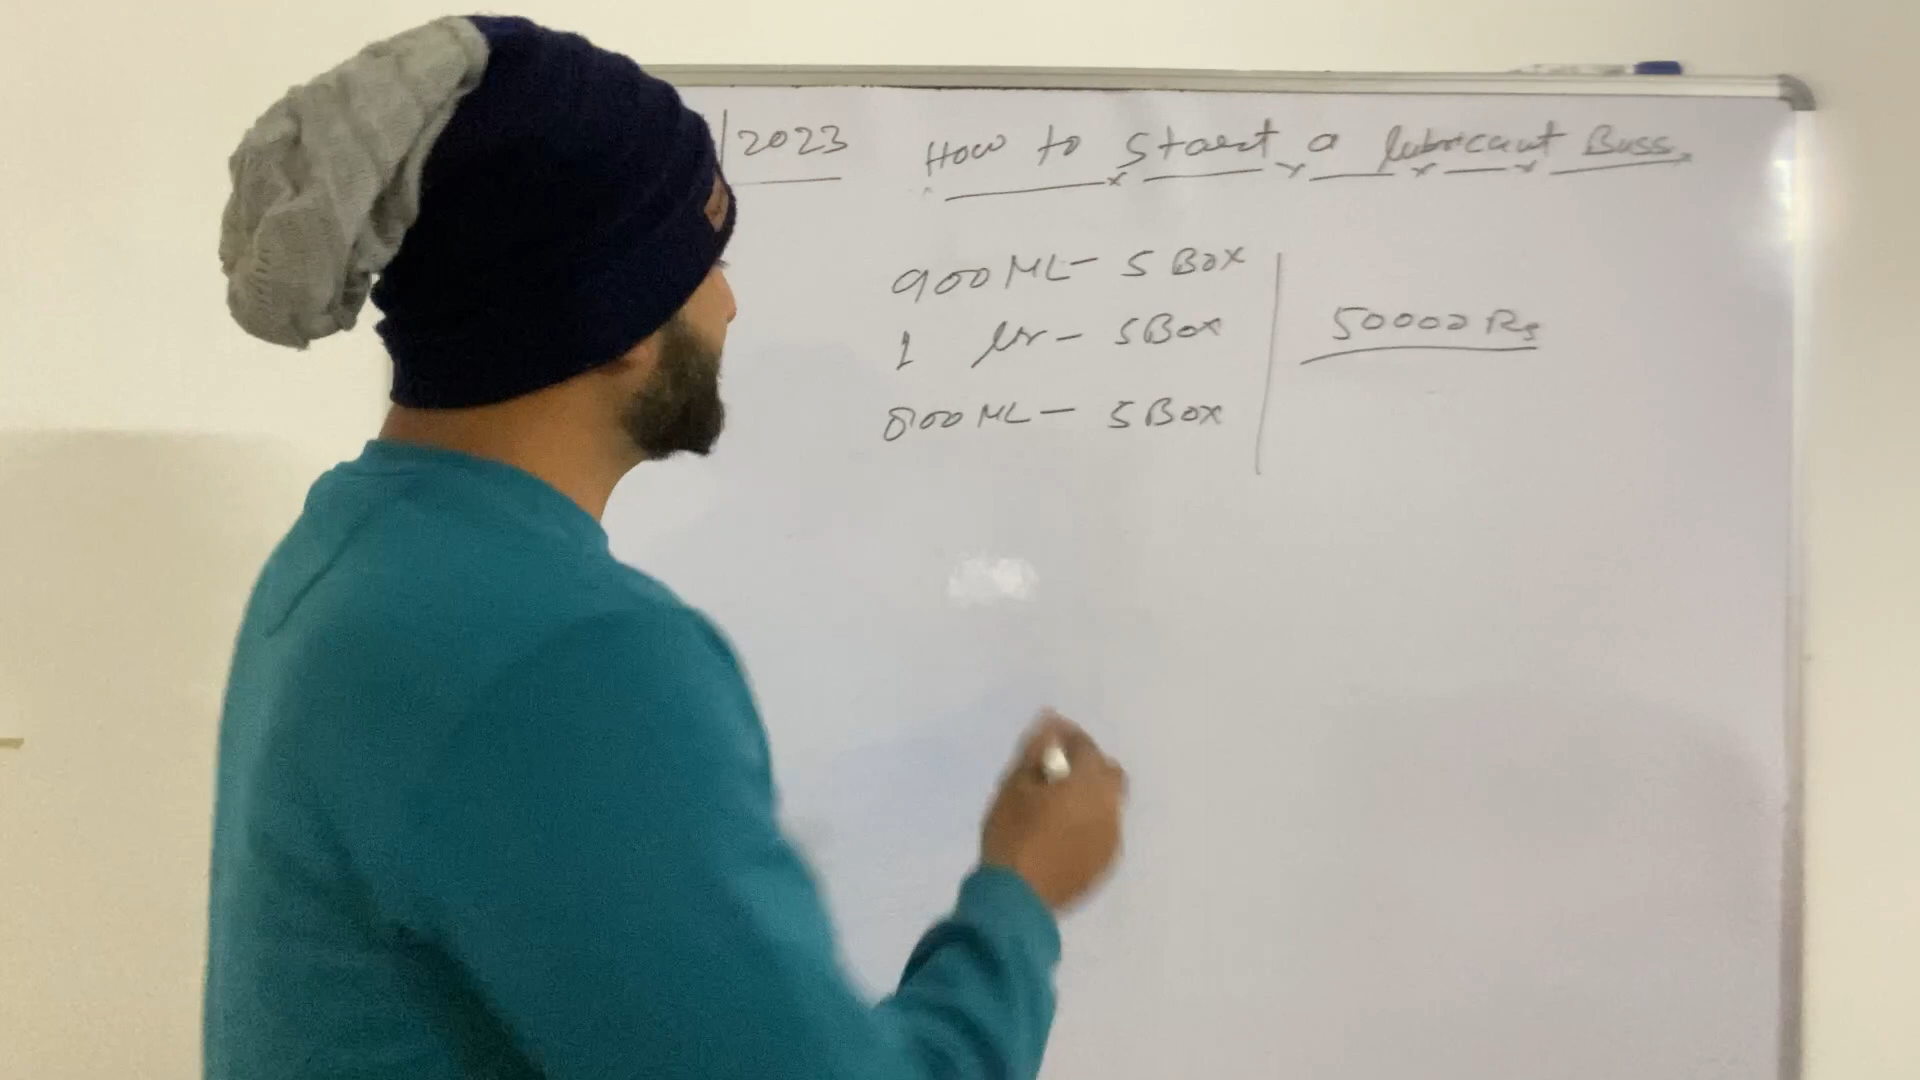 /2023 How to Start a lubricant Buss.
900 ML - 5 Box
1 Ltr - 5 Box
50000 Rs
800 ML - 5 Box